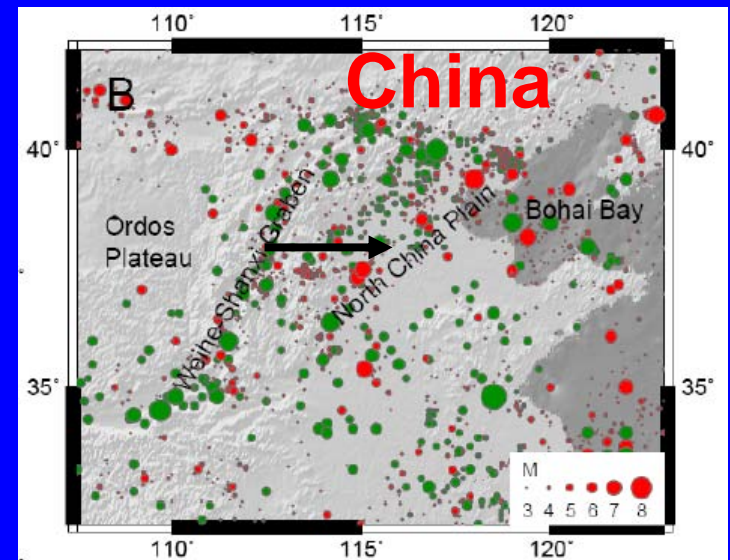 110° 115° 120°
China
B
40° 40°
Ordos
Plateau
Weihe-Shanxi Graben
North China Plain
Bohai Bay
35° 35°
M
3 4 5 6 7 8
110° 115° 120°